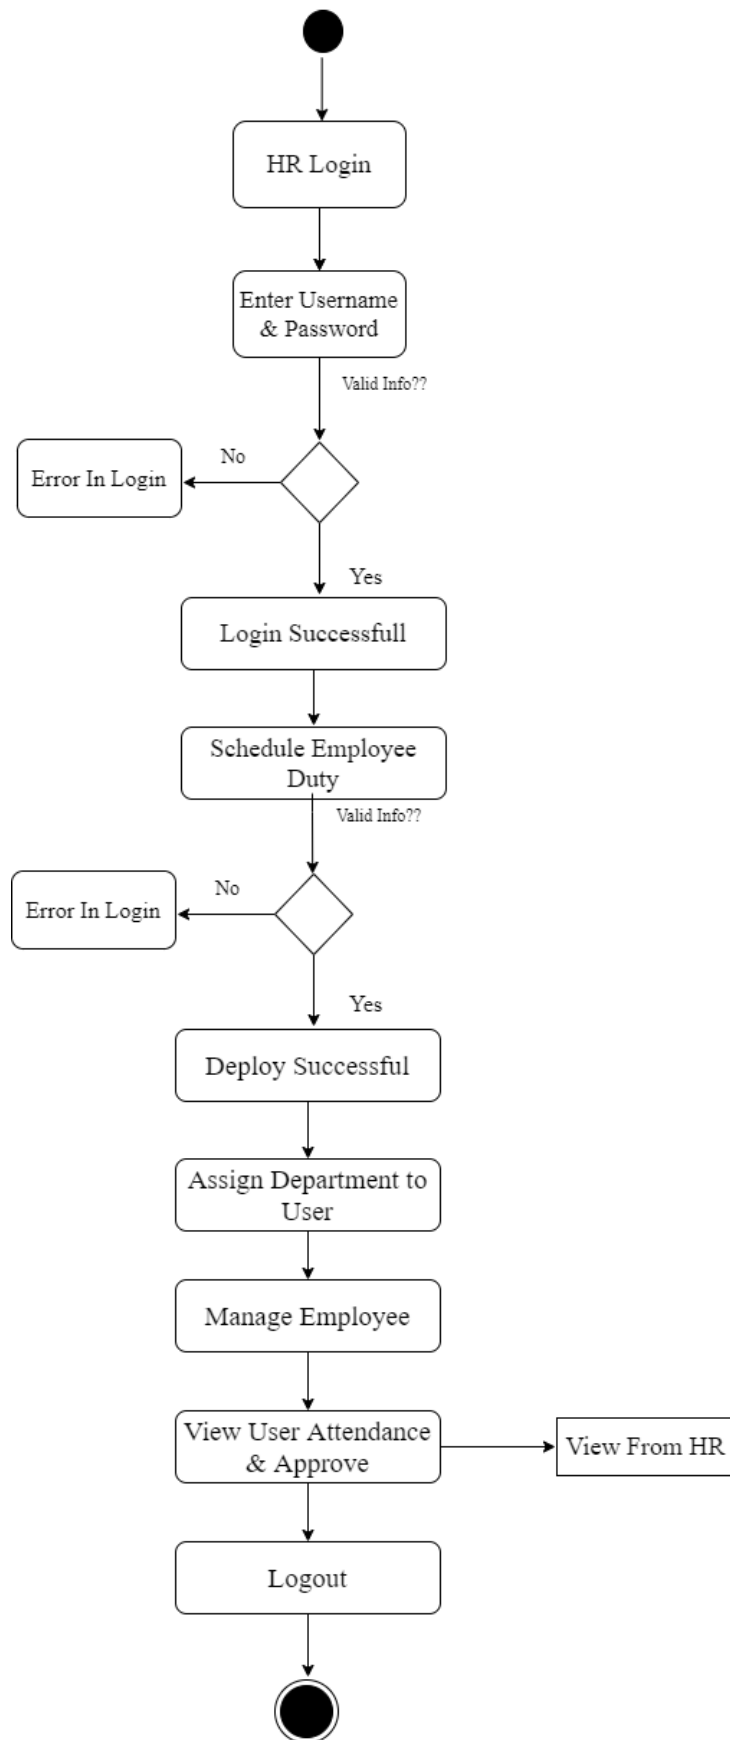 HR Login
Enter Username
& Password
Valid Info??
No
Error In Login
Yes
Login Successfull
Schedule Employee
Duty
Valid Info??
No
Error In Login
Yes
Deploy Successful
Assign Department to
User
Manage Employee
View User Attendance
& Approve
View From HR
Logout